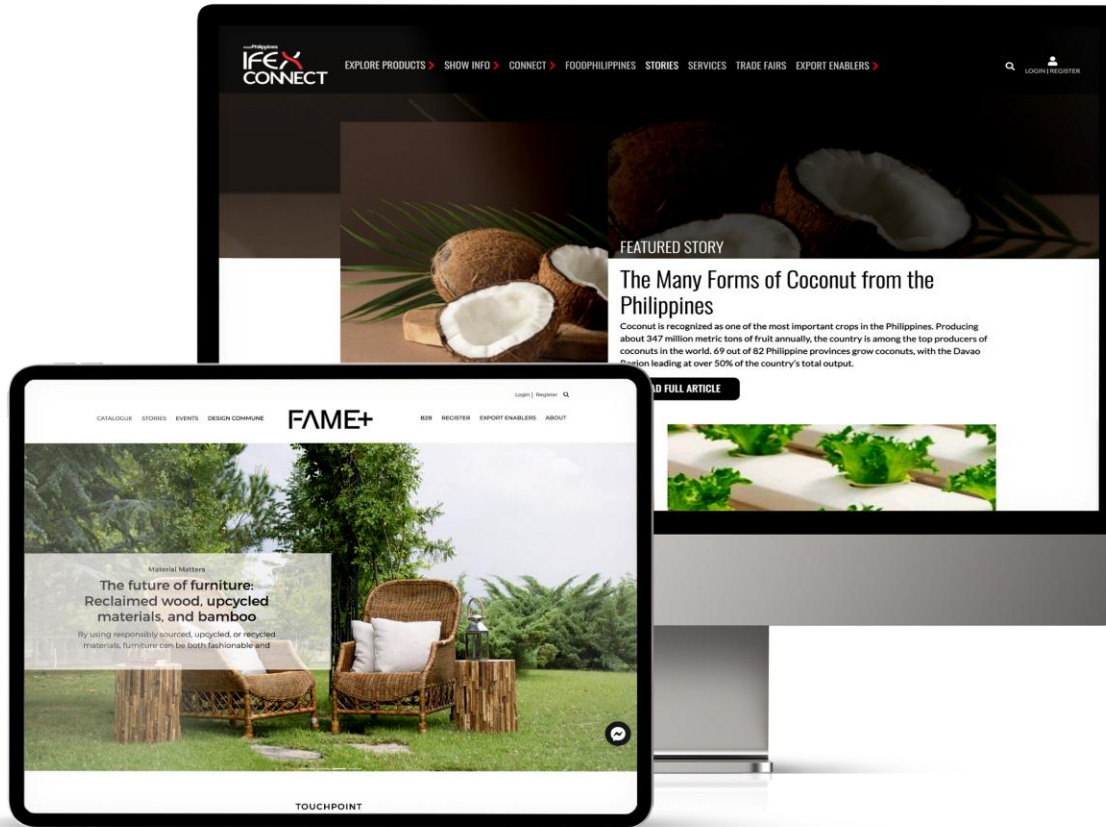 IFEX
CONNECT
EXPLORE PRODUCTS > SHOW INFO > CONNECT > FOODPHILIPPINES STORIES SERVICES TRADE FAIRS EXPORT ENABLERS >
LOGIN | REGISTER
FEATURED STORY
The Many Forms of Coconut from the
Philippines
Coconut is recognized as one of the most important crops in the Philippines. Producing
about 347 million metric tons of fruit annually, the country is among the top producers of
coconuts in the world. 69 out of 82 Philippine provinces grow coconuts, with the Davao
Region leading at over 50% of the country's total output.
FULL ARTICLE
Login | Register
CATALOGUE STORIES EVENTS DESIGN COMMUNE FAME+ B2B REGISTER EXPORT ENABLERS ABOUT
Material Matters
The future of furniture:
Reclaimed wood, upcycled
materials, and bamboo
By using responsibly sourced, upcycled, or recycled
materials, furniture can be both fashionable and
TOUCHPOINT